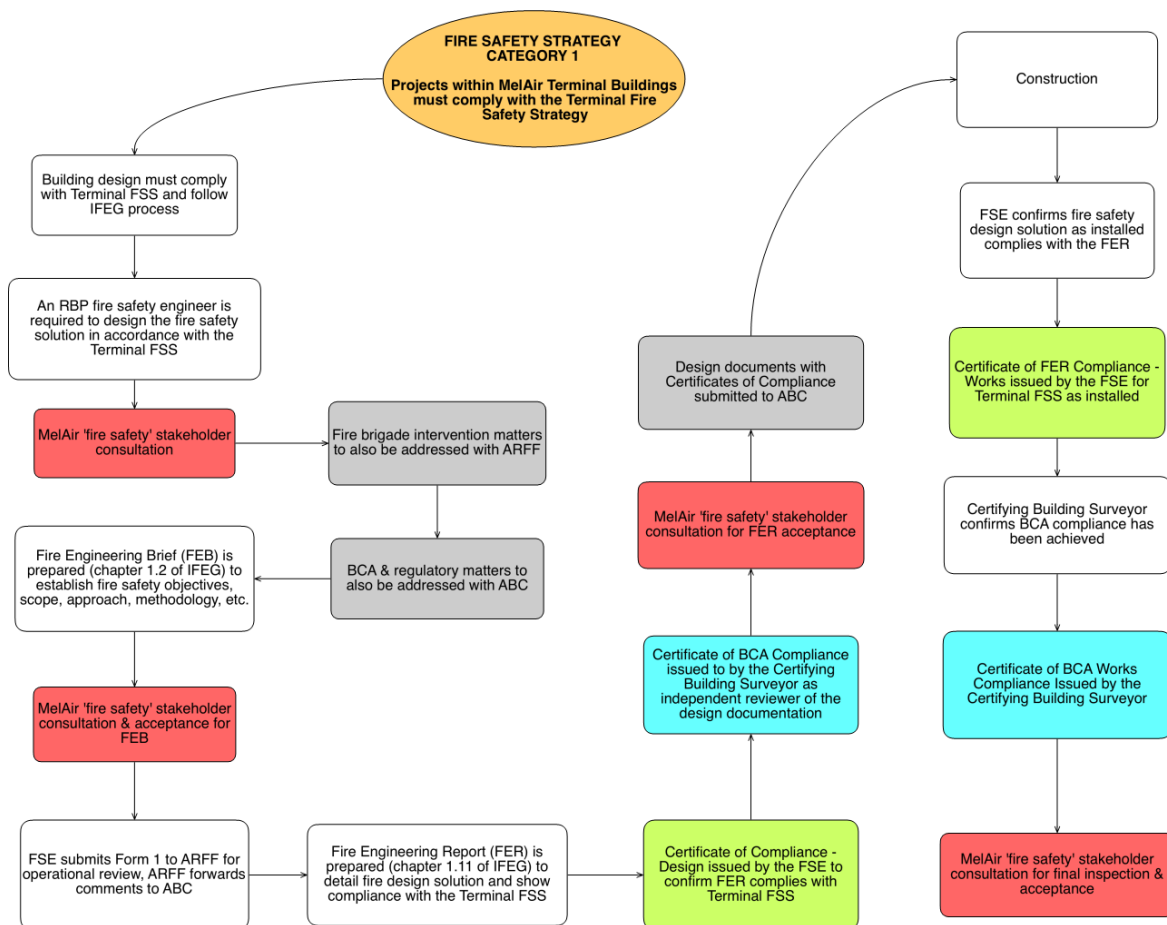 FIRE SAFETY STRATEGY
CATEGORY 1
Projects within MelAir Terminal Buildings
must comply with the Terminal Fire
Safety Strategy
Building design must comply
with Terminal FSS and follow
IFEG process
An RBP fire safety engineer is
required to design the fire safety
solution in accordance with the
Terminal FSS
MelAir 'fire safety' stakeholder
consultation
Fire brigade intervention matters
to also be addressed with ARFF
BCA & regulatory matters to
also be addressed with ABC
Fire Engineering Brief (FEB) is
prepared (chapter 1.2 of IFEG) to
establish fire safety objectives,
scope, approach, methodology, etc.
MelAir 'fire safety' stakeholder
consultation & acceptance for
FEB
FSE submits Form 1 to ARFF for
operational review, ARFF forwards
comments to ABC
Fire Engineering Report (FER) is
prepared (chapter 1.11 of IFEG) to
detail fire design solution and show
compliance with the Terminal FSS
Certificate of Compliance -
Design issued by the FSE to
confirm FER complies with
Terminal FSS
Certificate of BCA Compliance
issued to by the Certifying
Building Surveyor as
independent reviewer of
the design documentation
MelAir 'fire safety' stakeholder
consultation for FER acceptance
Design documents with
Certificates of Compliance
submitted to ABC
Construction
FSE confirms fire safety
design solution as installed
complies with the FER
Certificate of FER Compliance -
Works issued by the FSE for
Terminal FSS as installed
Certifying Building Surveyor
confirms BCA compliance has
been achieved
Certificate of BCA Works
Compliance Issued by the
Certifying Building Surveyor
MelAir 'fire safety' stakeholder
consultation for final inspection &
acceptance